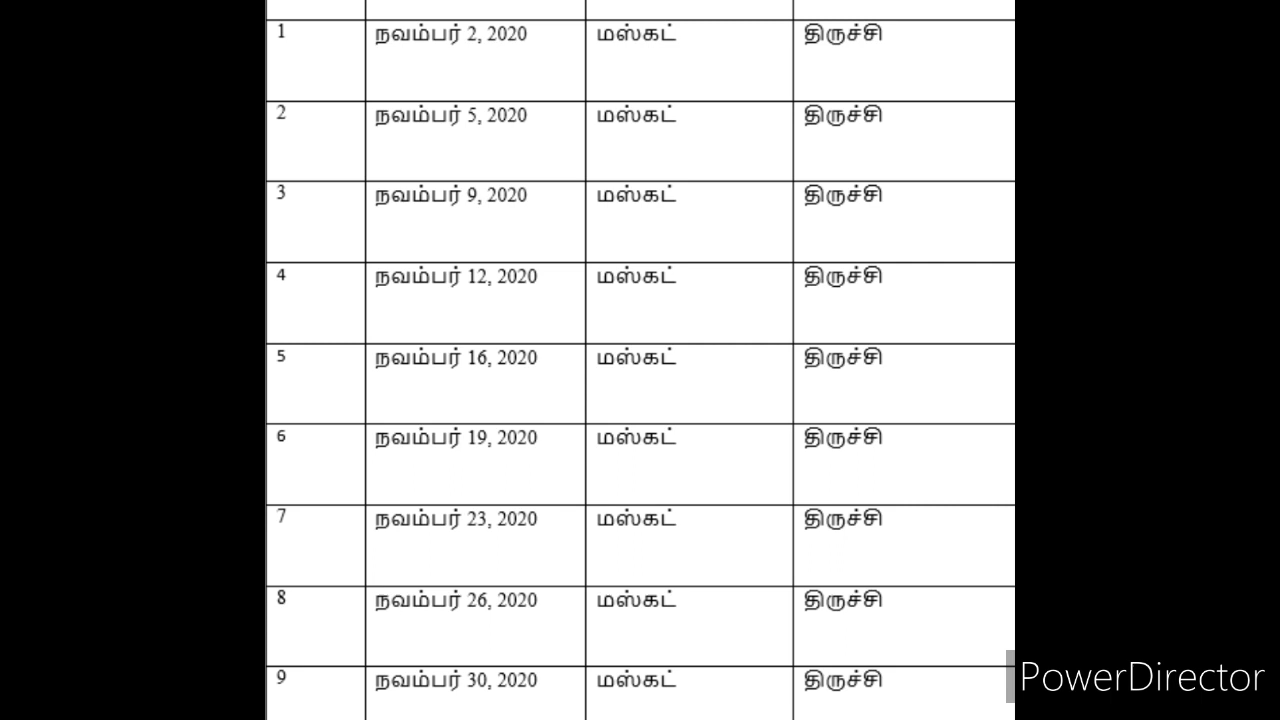 1 நவம்பர் 2, 2020 மஸ்கட் திருச்சி
2 நவம்பர் 5, 2020 மஸ்கட் திருச்சி
3 நவம்பர் 9, 2020 மஸ்கட் திருச்சி
4 நவம்பர் 12, 2020 மஸ்கட் திருச்சி
5 நவம்பர் 16, 2020 மஸ்கட் திருச்சி
6 நவம்பர் 19, 2020 மஸ்கட் திருச்சி
7 நவம்பர் 23, 2020 மஸ்கட் திருச்சி
8 நவம்பர் 26, 2020 மஸ்கட் திருச்சி
9 நவம்பர் 30, 2020 மஸ்கட் திருச்சி
PowerDirector